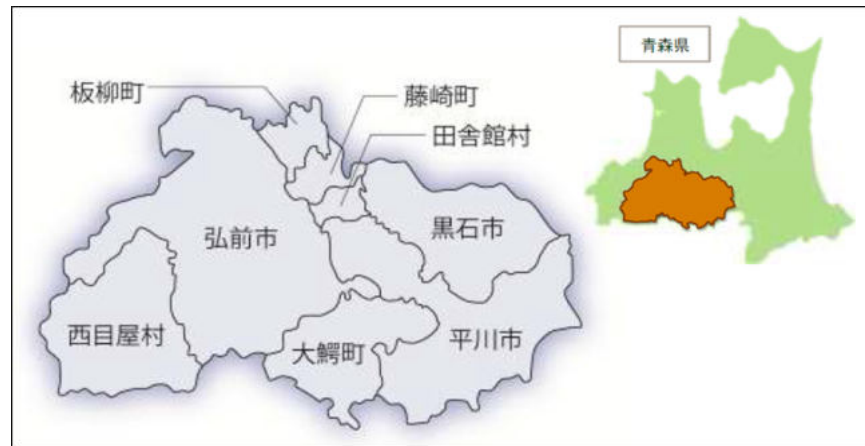 青森県
板柳町
藤崎町
田舎館村
弘前市
黒石市
西目屋村
大鰐町
平川市